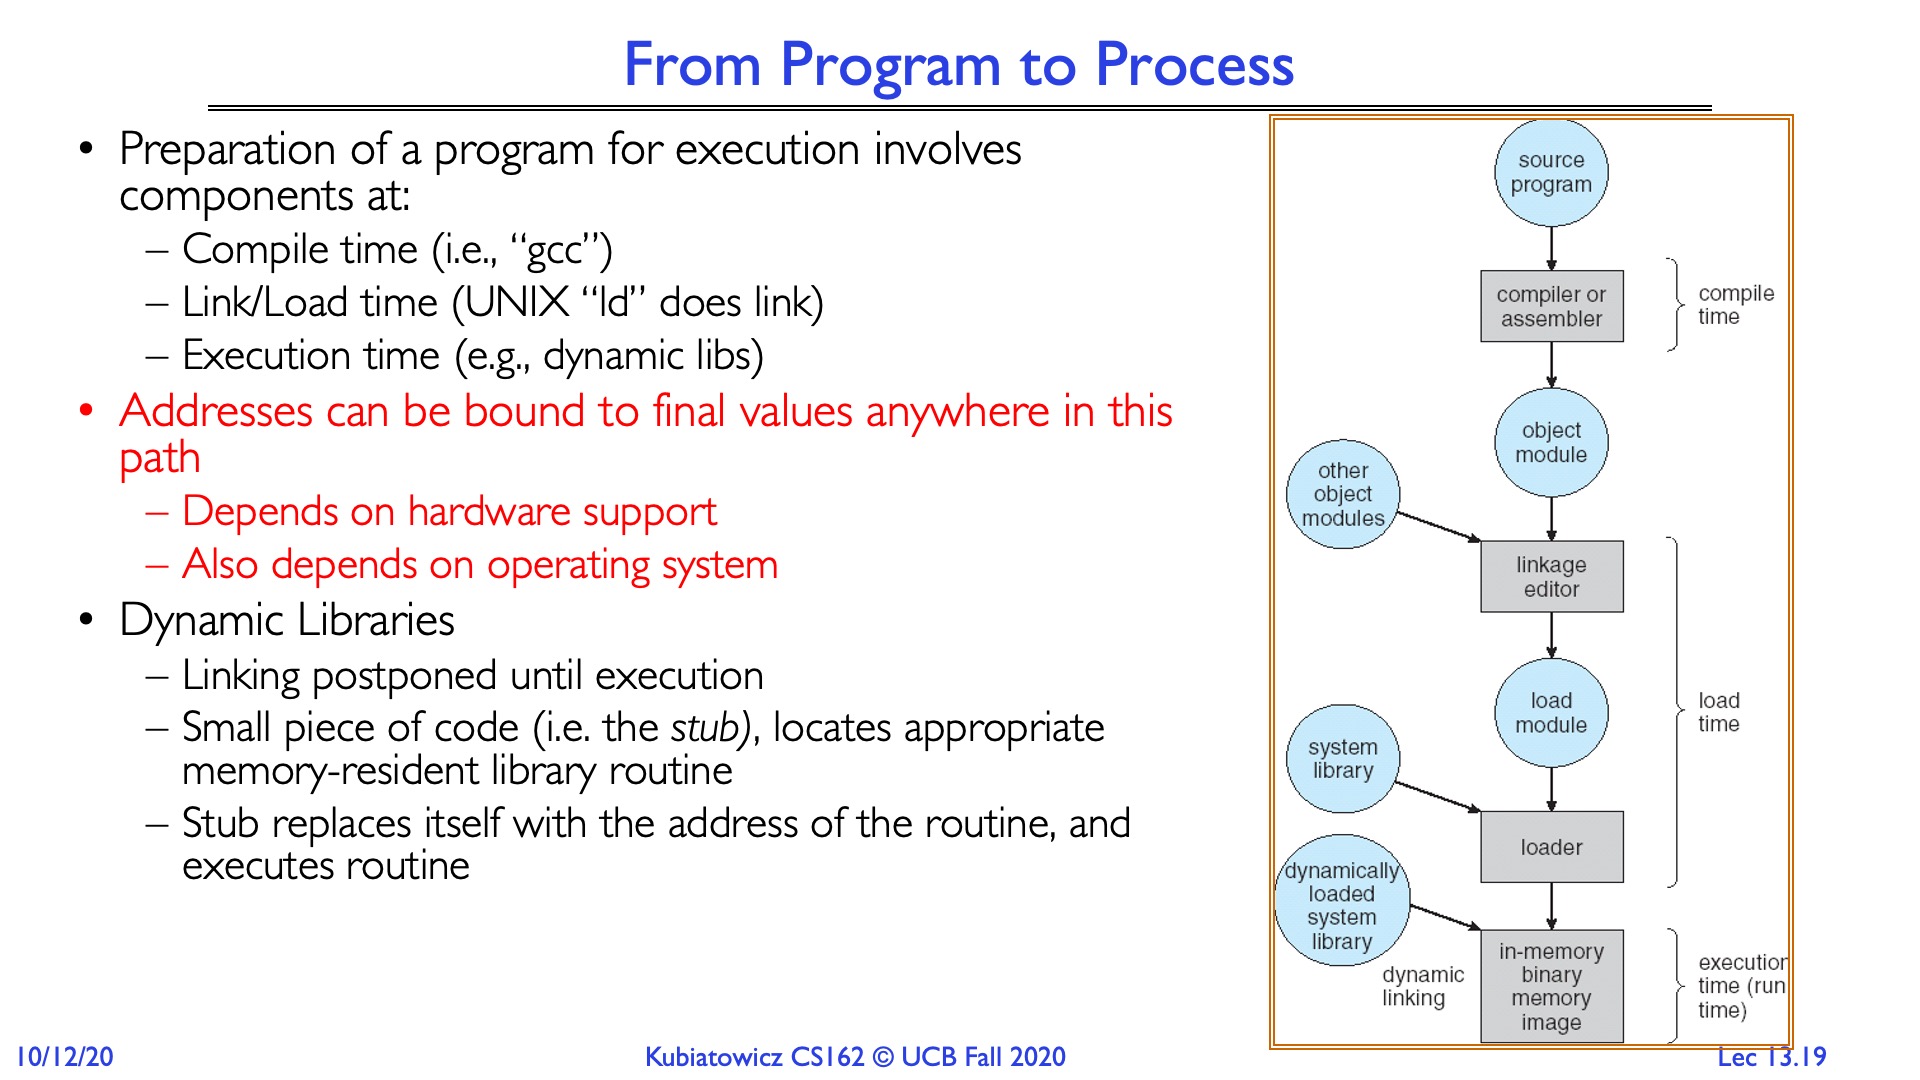 From Program to Process
• Preparation of a program for execution involves
components at:
– Compile time (i.e., “gcc”)
– Link/Load time (UNIX “ld” does link)
– Execution time (e.g., dynamic libs)
• Addresses can be bound to final values anywhere in this
path
– Depends on hardware support
– Also depends on operating system
• Dynamic Libraries
– Linking postponed until execution
– Small piece of code (i.e. the stub), locates appropriate
memory-resident library routine
– Stub replaces itself with the address of the routine, and
executes routine
source
program
compiler or
assembler
compile
time
object
module
other
object
modules
linkage
editor
load
module
load
time
system
library
loader
dynamically
loaded
system
library
dynamic
linking
in-memory
binary
memory
image
execution
time (run
time)
10/12/20
Kubiatowicz CS162 © UCB Fall 2020
Lec 13.19